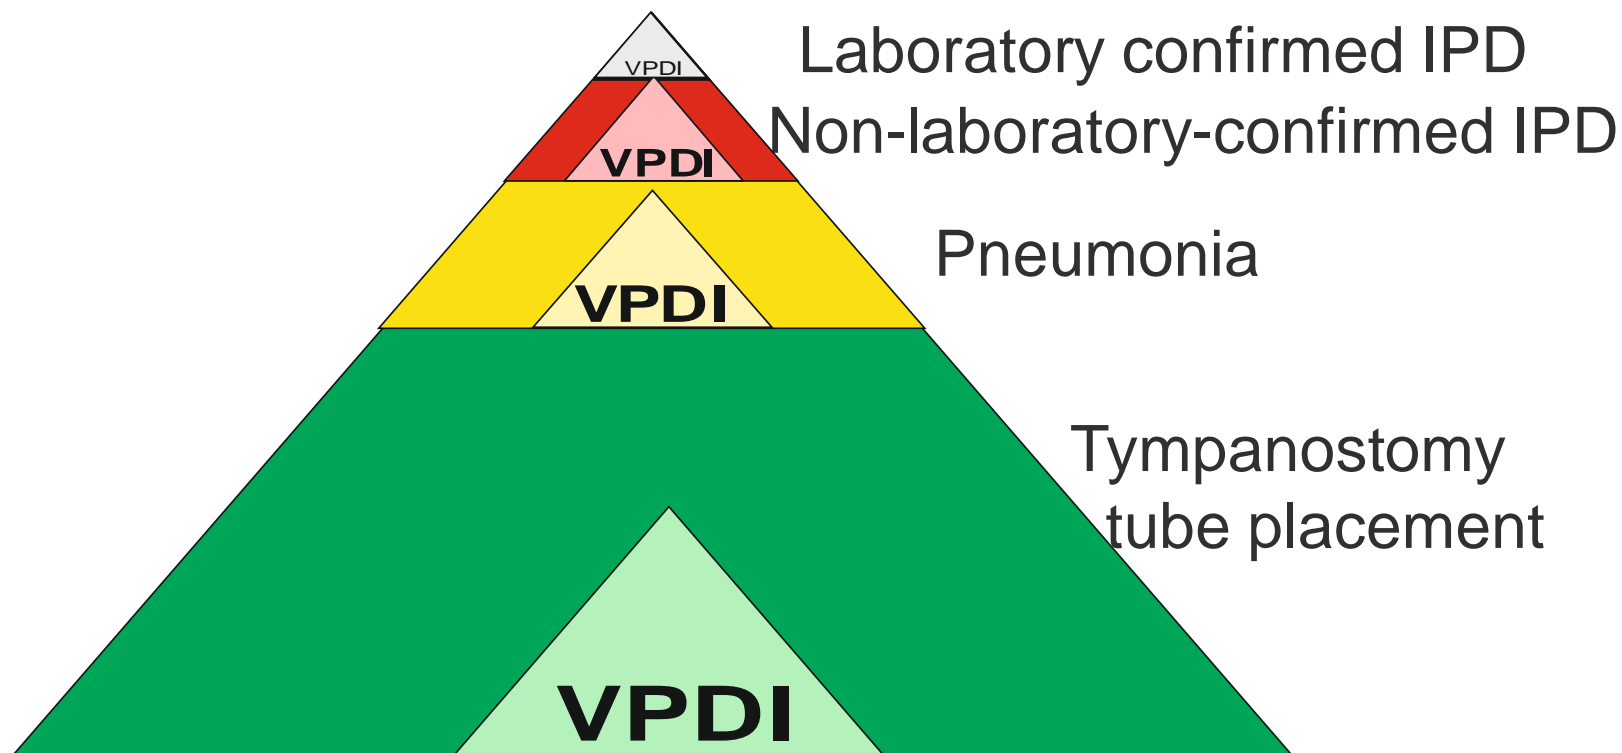 VPDI
Laboratory confirmed IPD
Non-laboratory-confirmed IPD
VPDI
Pneumonia
VPDI
Tympanostomy
tube placement
VPDI